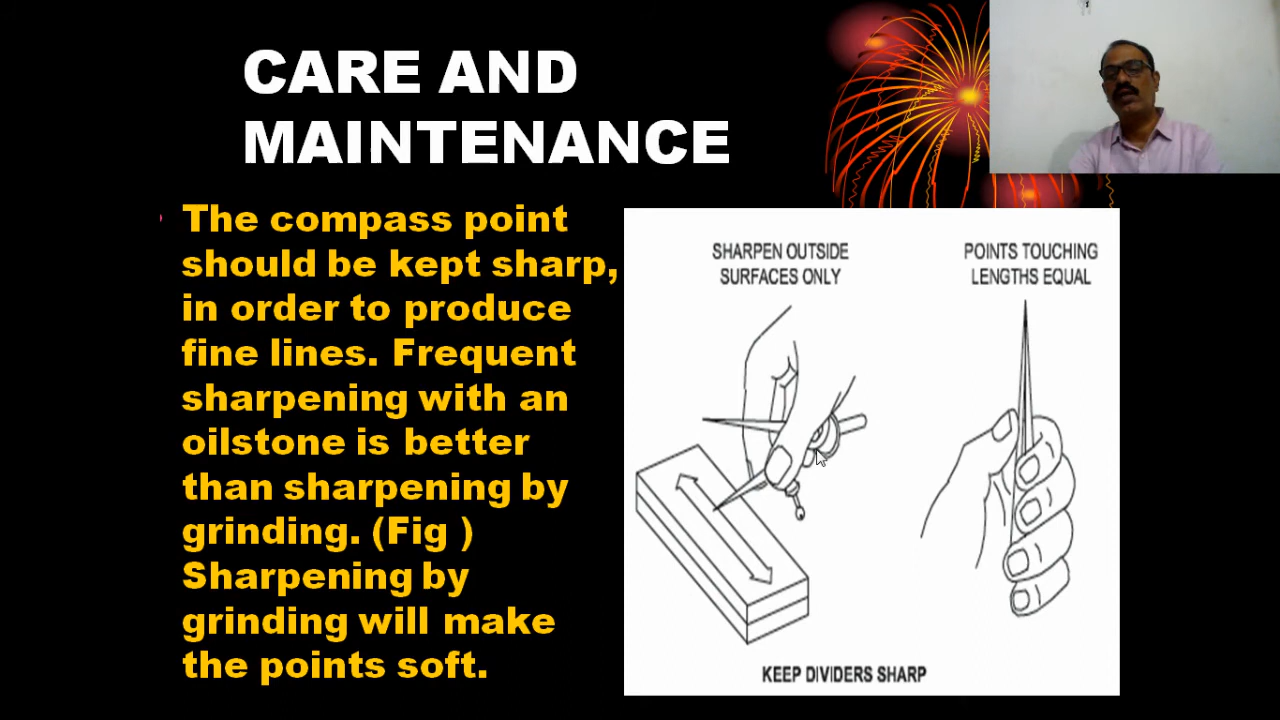 CARE AND
MAINTENANCE
The compass point
should be kept sharp,
in order to produce
fine lines. Frequent
sharpening with an
oilstone is better
than sharpening by
grinding. (Fig )
Sharpening by
grinding will make
the points soft.
SHARPEN OUTSIDE
SURFACES ONLY
POINTS TOUCHING
LENGTHS EQUAL
KEEP DIVIDERS SHARP